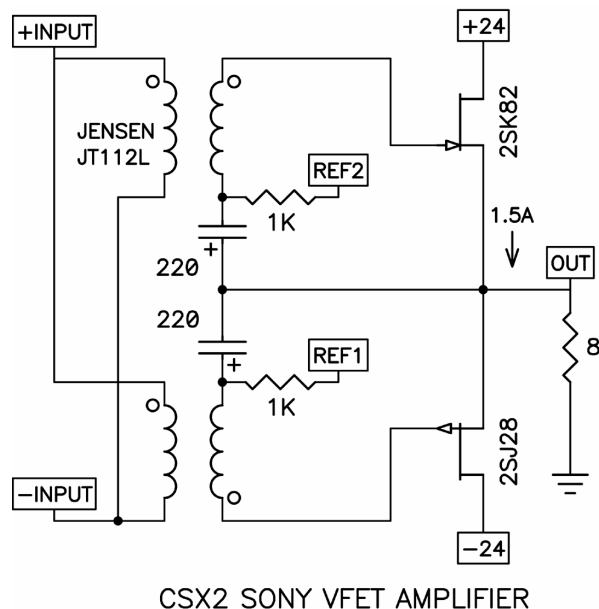 +INPUT
+24
JENSEN
JT112L
2SK82
REF2
1K
+
220
1.5A
OUT
220
+
REF1
1K
8
2SJ28
-INPUT
-24
CSX2 SONY VFET AMPLIFIER